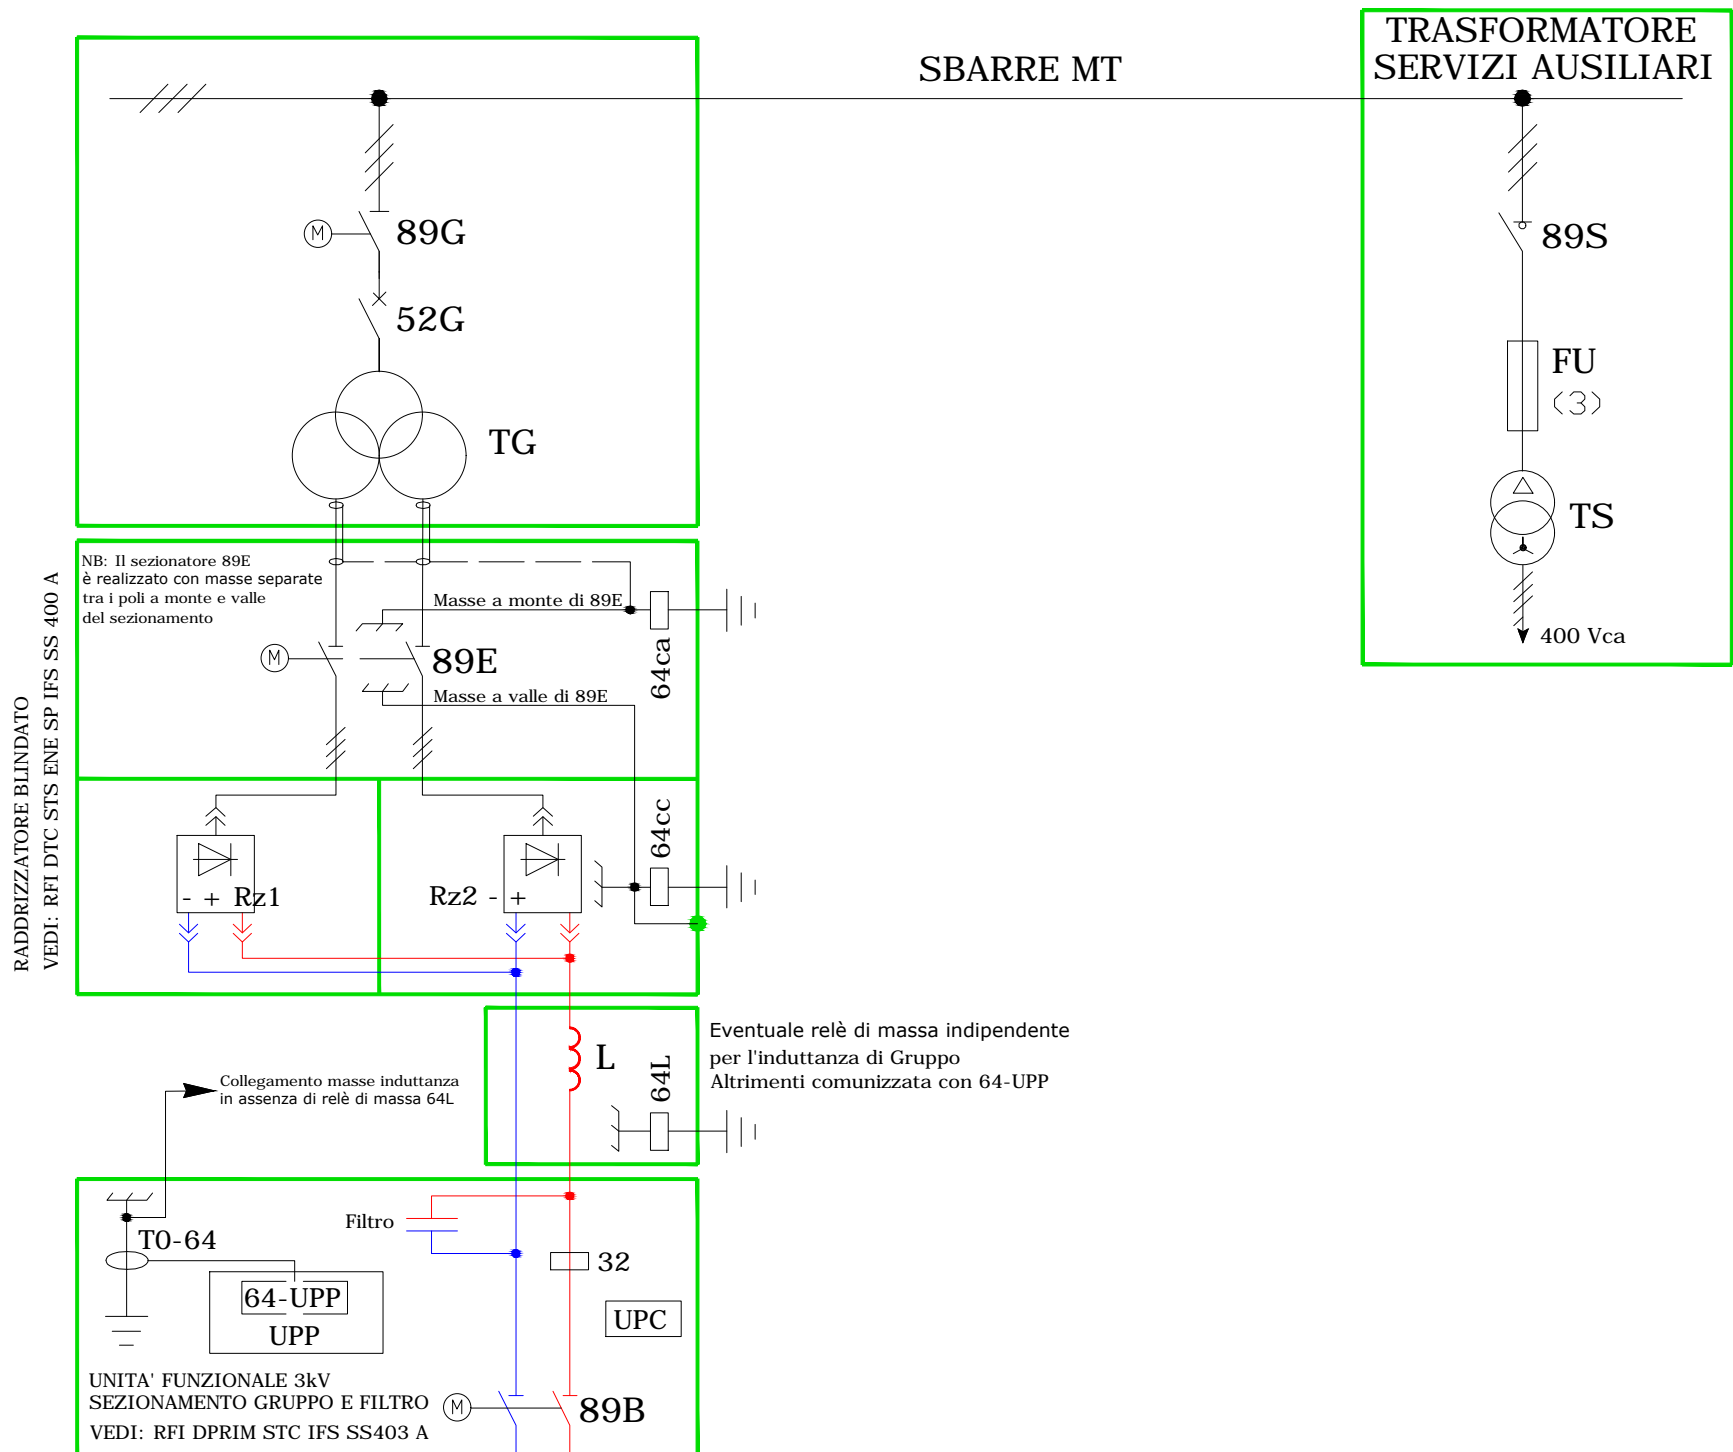 TRASFORMATORE
SERVIZI AUSILIARI
SBARRE MT
M
89G
52G
TG
89S
FU
(3)
TS
400 Vca
RADDRIZZATORE BLINDATO
VEDI: RFI DTC STS ENE SP IFS SS 400 A
NB: Il sezionatore 89E
è realizzato con masse separate
tra i poli a monte e valle
del sezionamento
Masse a monte di 89E
64ca
M
89E
Masse a valle di 89E
64cc
- + Rz1
Rz2 - +
L
64L
Eventuale relè di massa indipendente
per l'induttanza di Gruppo
Altrimenti comunizzata con 64-UPP
Collegamento masse induttanza
in assenza di relè di massa 64L
Filtro
T0-64
32
64-UPP
UPP
UPC
UNITA' FUNZIONALE 3kV
SEZIONAMENTO GRUPPO E FILTRO
VEDI: RFI DPRIM STC IFS SS403 A
M
89B